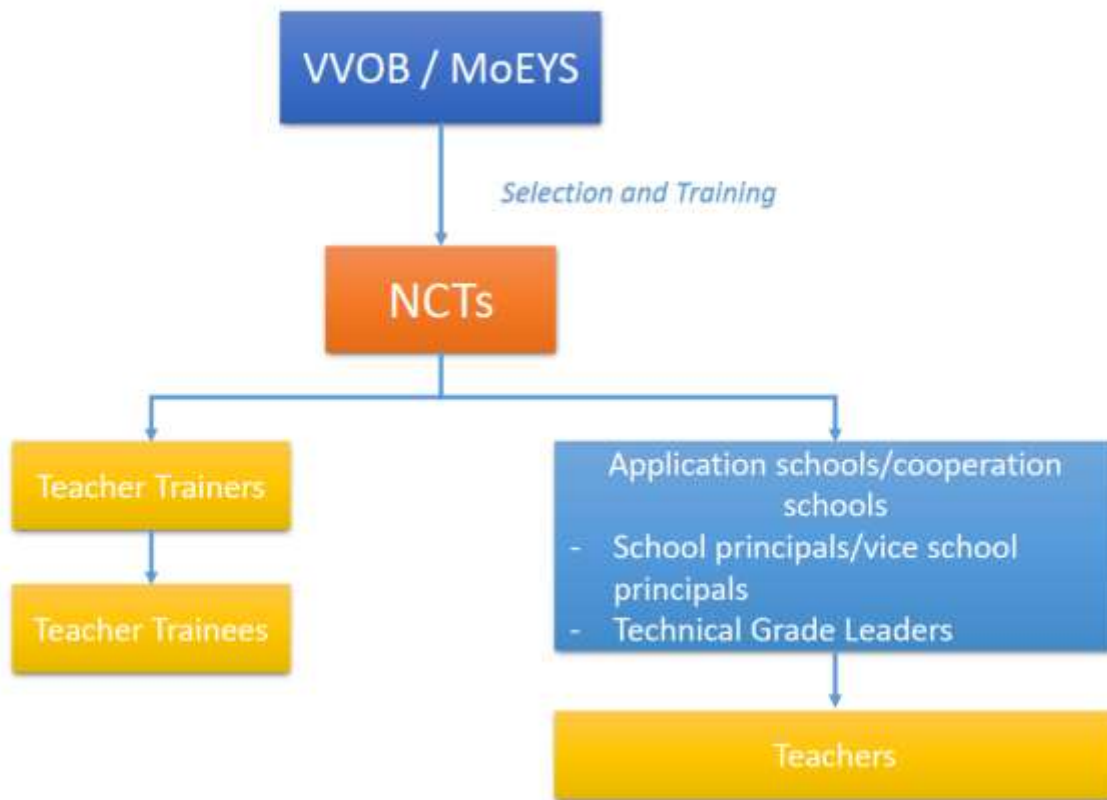 VVOB / MoEYS
Selection and Training
NCTs
Teacher Trainers
Teacher Trainees
Application schools/cooperation
schools
- School principals/vice school
principals
- Technical Grade Leaders
Teachers